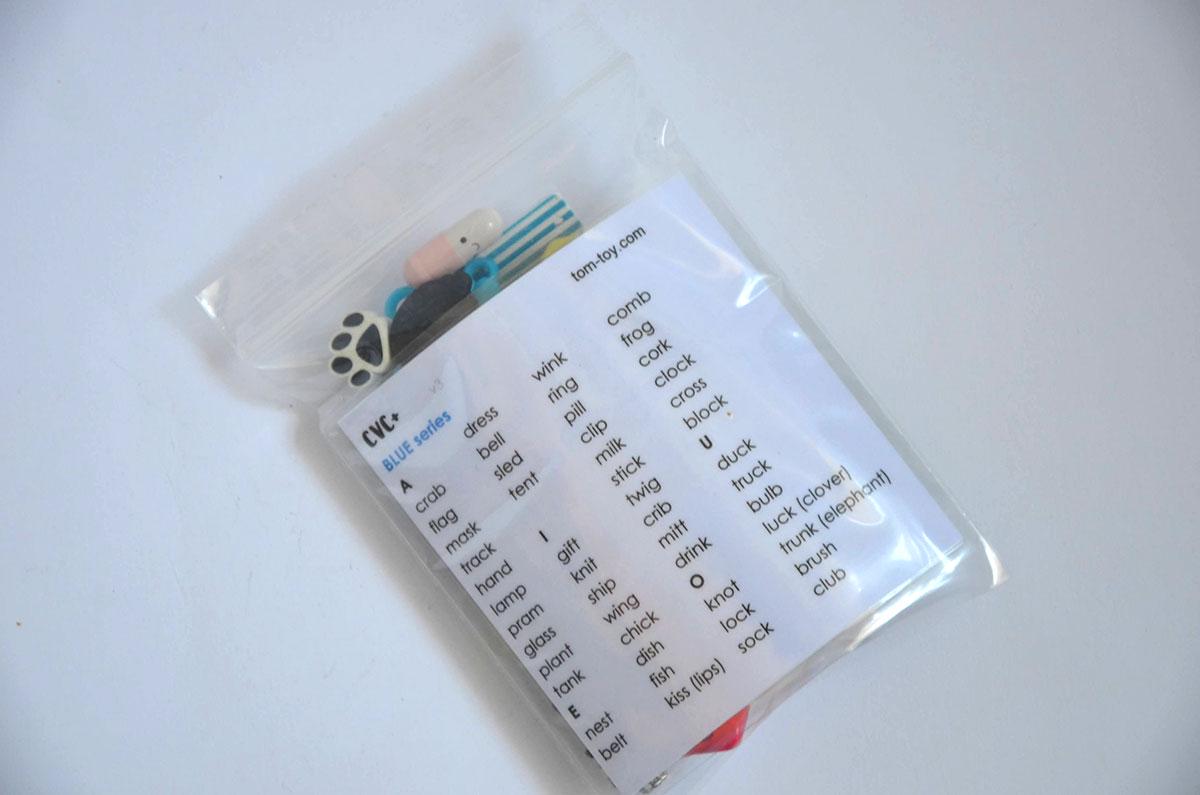 CVC+
v3
tom-toy.com
BLUE series
A
crab
flag
mask
track
hand
lamp
pram
glass
plant
tank
E
nest
belt
dress
bell
sled
tent
I
gift
knit
ship
wing
chick
dish
fish
kiss (lips)
wink
ring
pill
clip
milk
stick
twig
crib
mitt
drink
O
knot
lock
sock
comb
frog
cork
clock
cross
block
U
duck
truck
bulb
luck (clover)
trunk (elephant)
brush
club